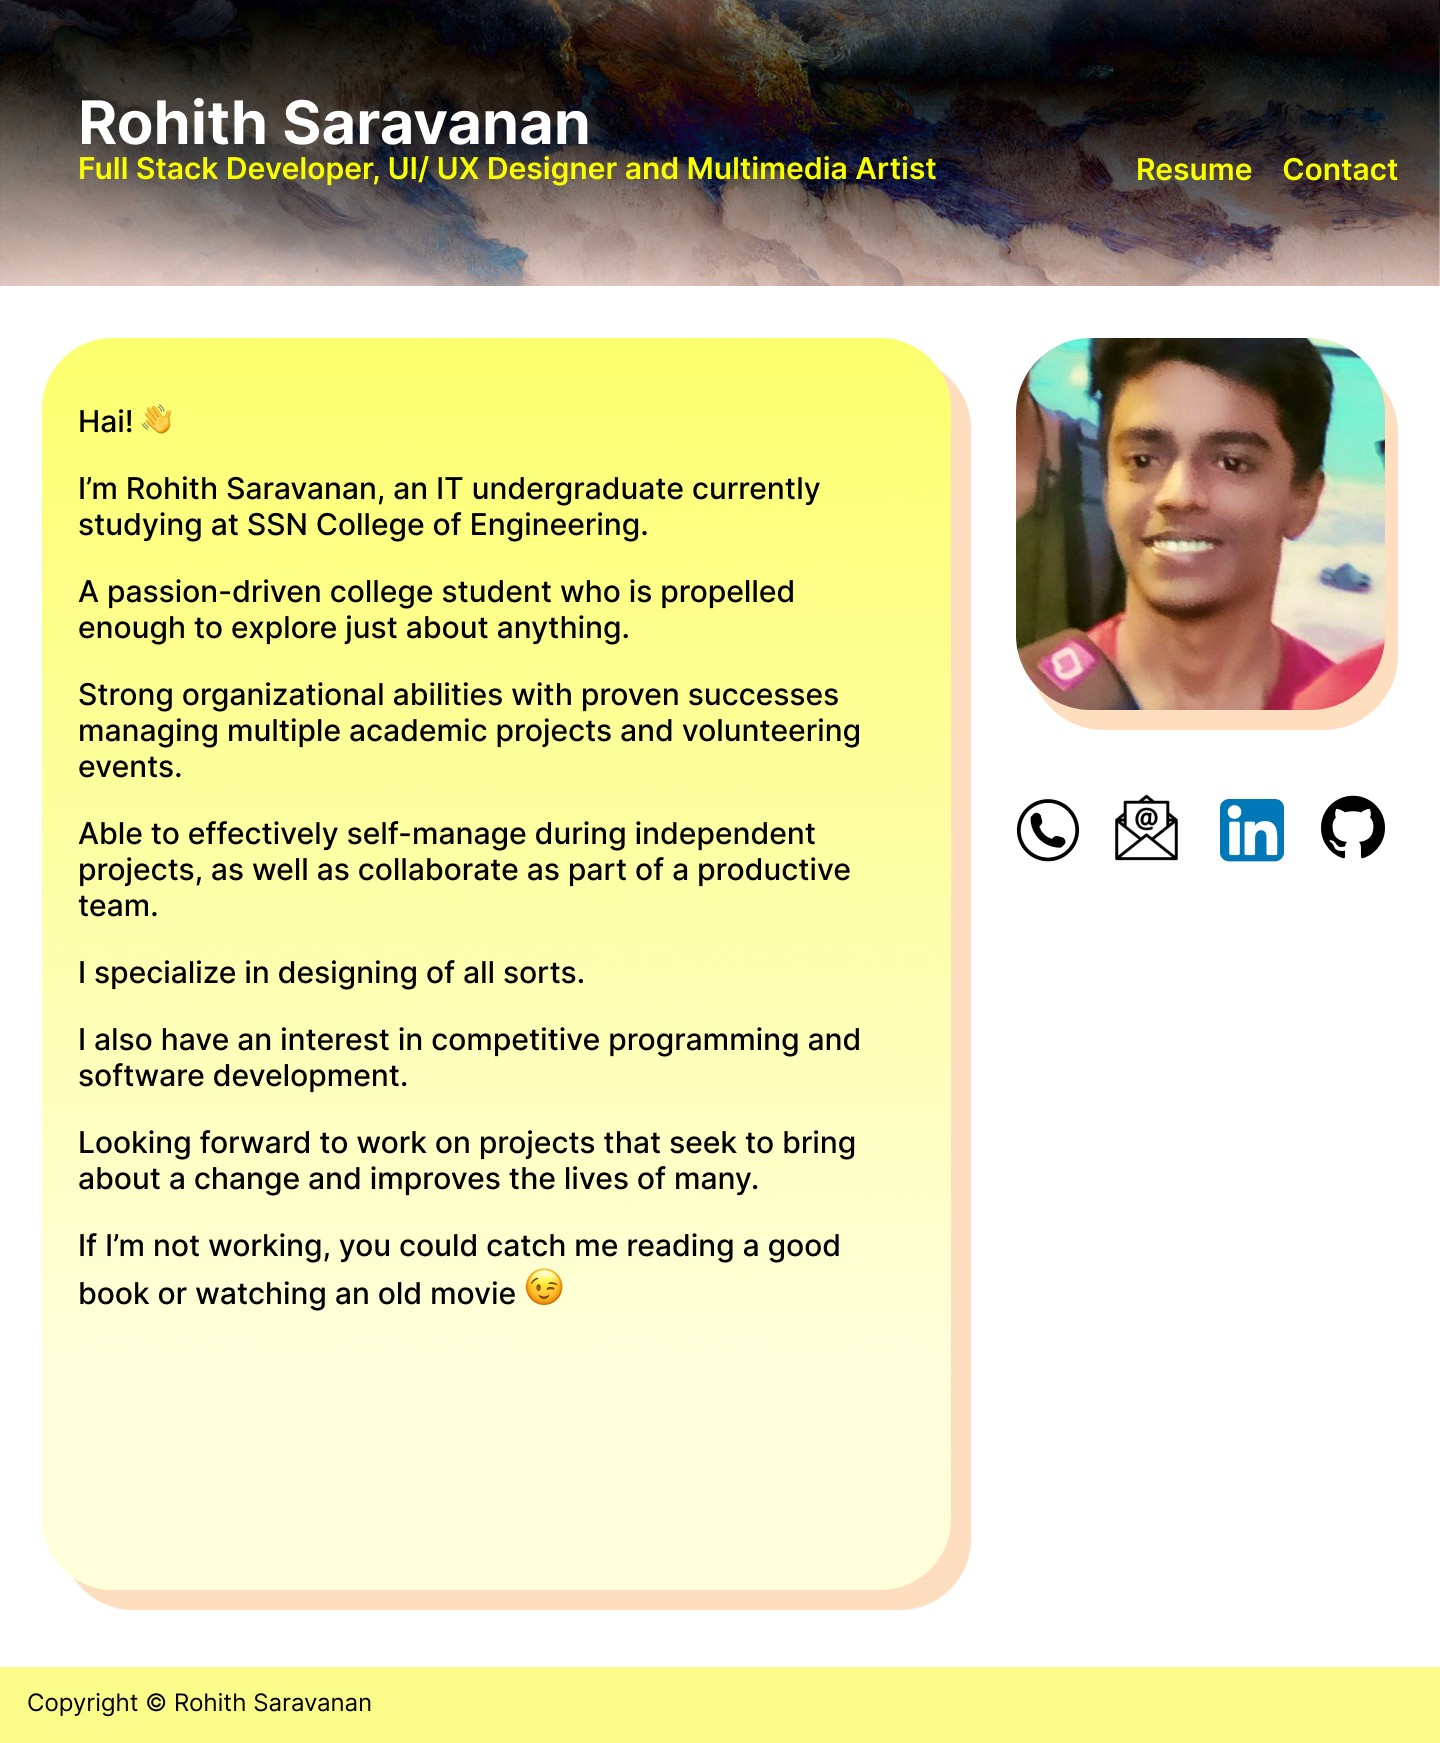 Rohith Saravanan
Full Stack Developer, UI/ UX Designer and Multimedia Artist
Resume Contact
Hai! 👋
I’m Rohith Saravanan, an IT undergraduate currently
studying at SSN College of Engineering.
A passion-driven college student who is propelled
enough to explore just about anything.
Strong organizational abilities with proven successes
managing multiple academic projects and volunteering
events.
Able to effectively self-manage during independent
projects, as well as collaborate as part of a productive
team.
I specialize in designing of all sorts.
I also have an interest in competitive programming and
software development.
Looking forward to work on projects that seek to bring
about a change and improves the lives of many.
If I’m not working, you could catch me reading a good
book or watching an old movie 😉
@
in
Copyright © Rohith Saravanan